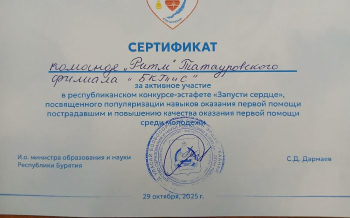 СЕРТИФИКАТ
команда „Ритм" Татауровского
филиала „БКТиС"
за активное участие
в республиканском конкурсе-эстафете «Запусти сердце»,
посвященного популяризации навыков оказания первой помощи
пострадавшим и повышению качества оказания первой помощи
среди молодежи
И.о. министра образования и науки
Республики Бурятия
С.Д. Дармаев
29 октября, 2025 г.